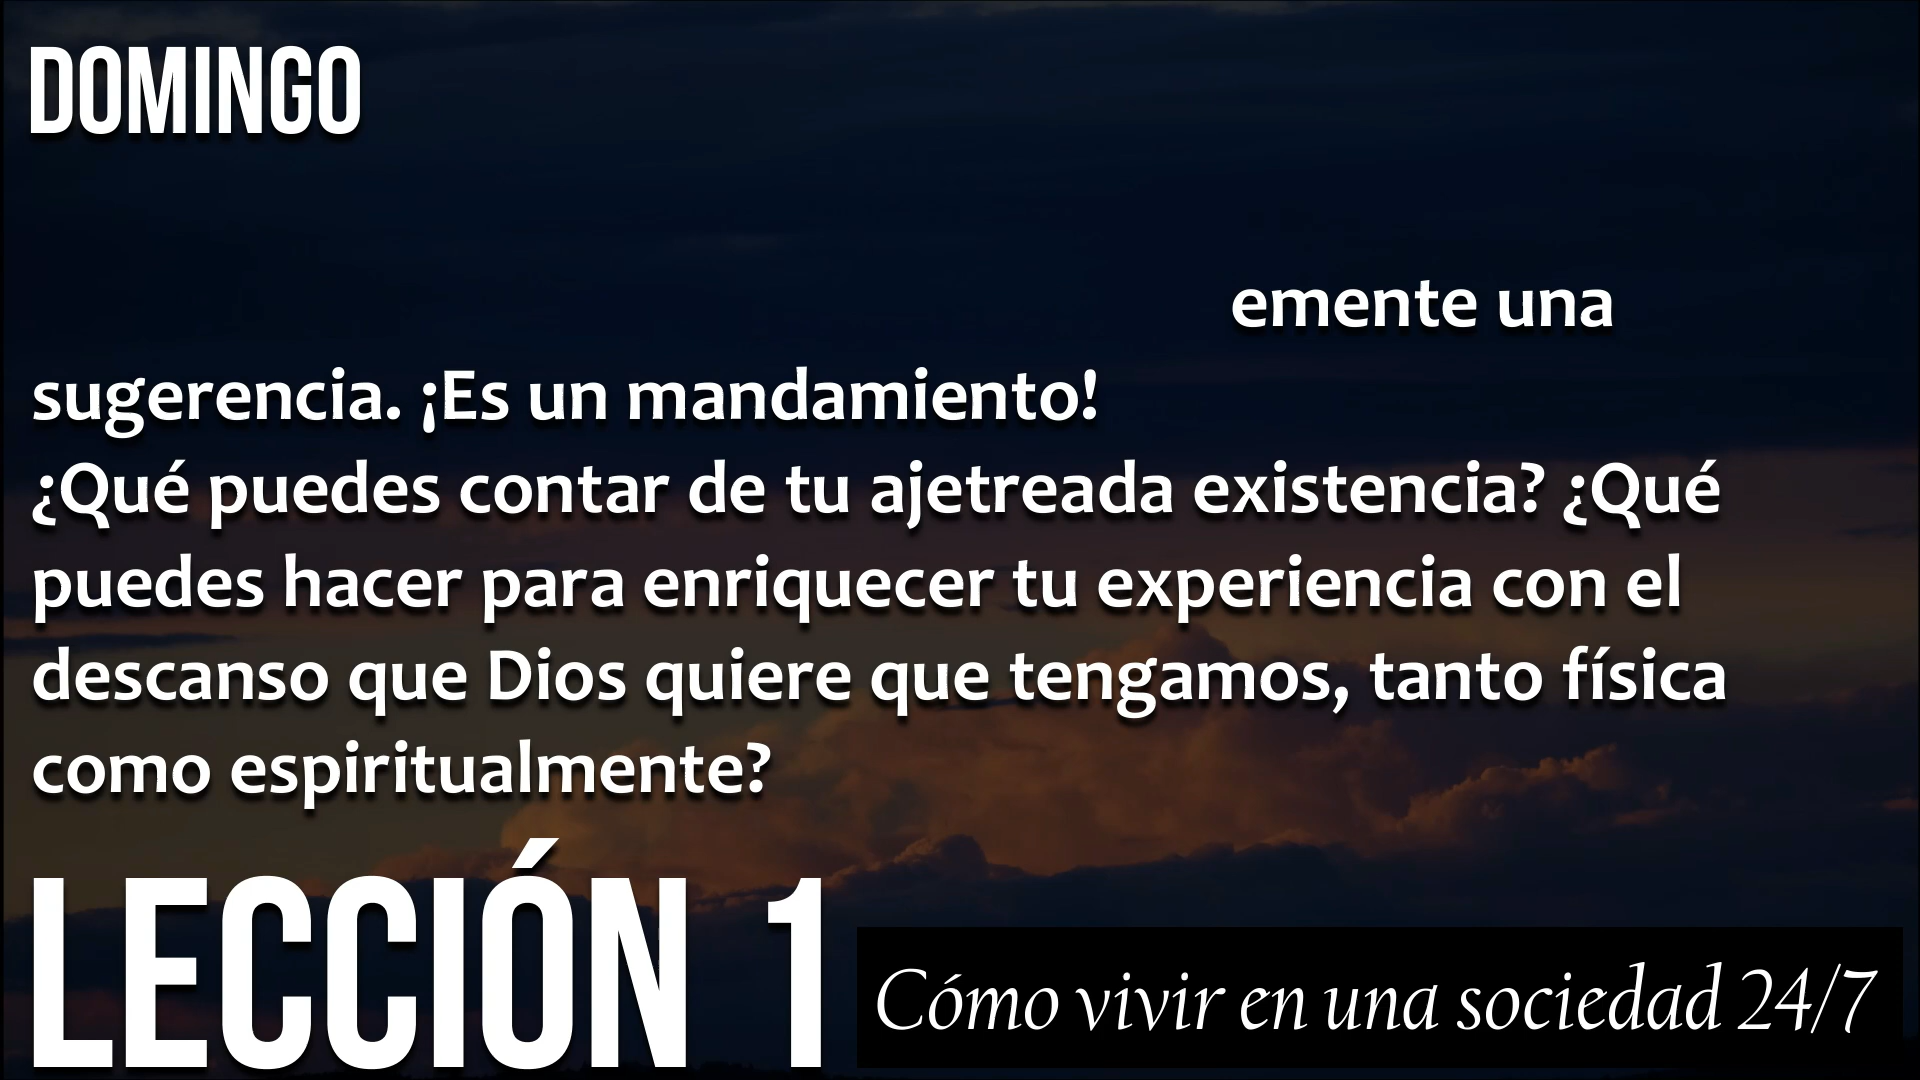 DOMINGO
emente una
sugerencia. ¡Es un mandamiento!
¿Qué puedes contar de tu ajetreada existencia? ¿Qué
puedes hacer para enriquecer tu experiencia con el
descanso que Dios quiere que tengamos, tanto física
como espiritualmente?
LECCIÓN 1
Cómo vivir en una sociedad 24/7